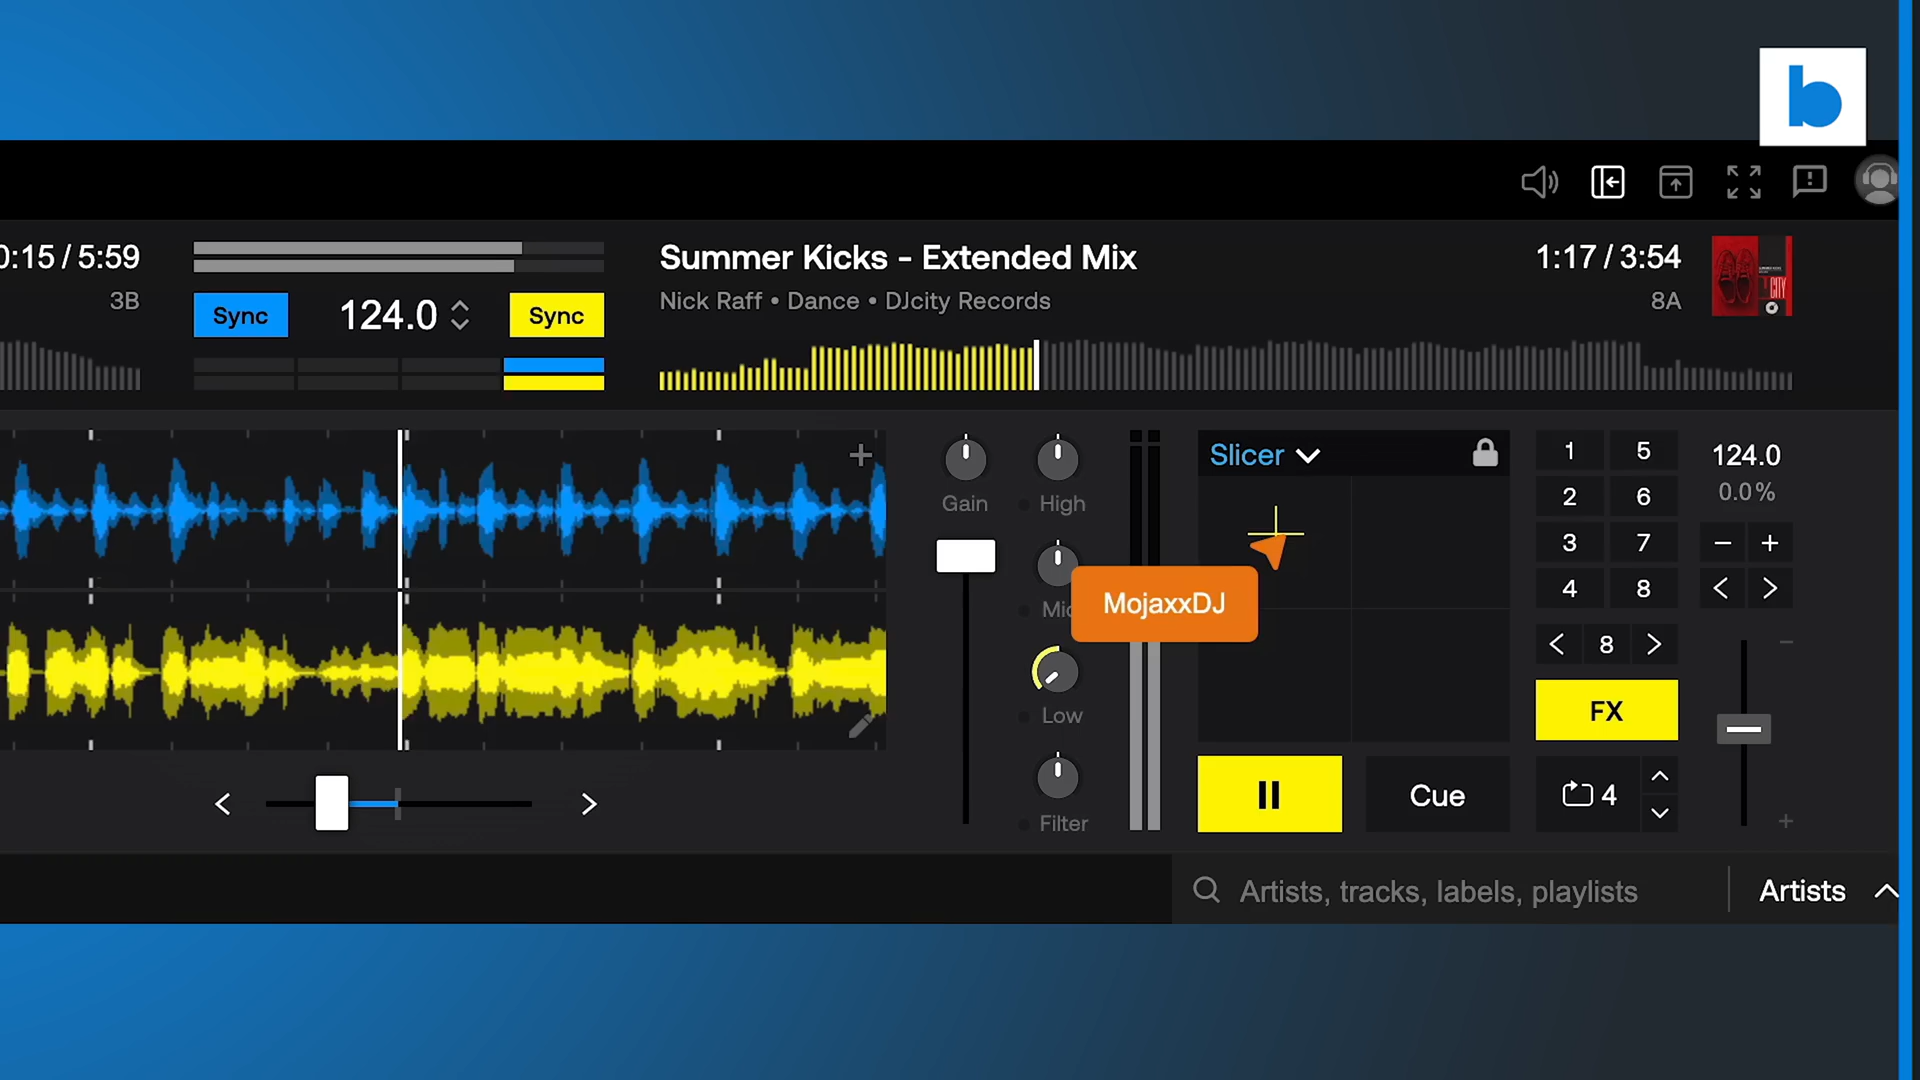 b
0:15 / 5:59
3B
Sync
124.0
Sync
Summer Kicks - Extended Mix
Nick Raff • Dance • DJcity Records
1:17 / 3:54
8A
CITY
Gain
High
Mid
Low
Filter
MojaxxDJ
Slicer
1 5
2 6
3 7
4 8
< 8 >
FX
4
124.0
0.0%
− +
< >
−
+
Cue
Artists, tracks, labels, playlists
Artists